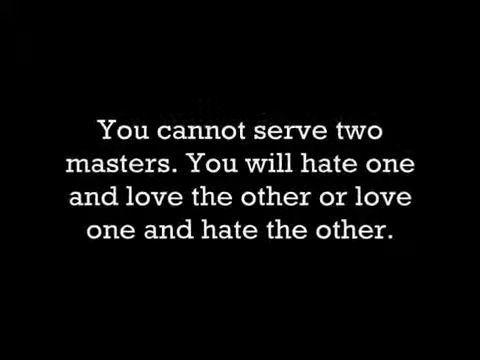 You cannot serve two
masters. You will hate one
and love the other or love
one and hate the other.